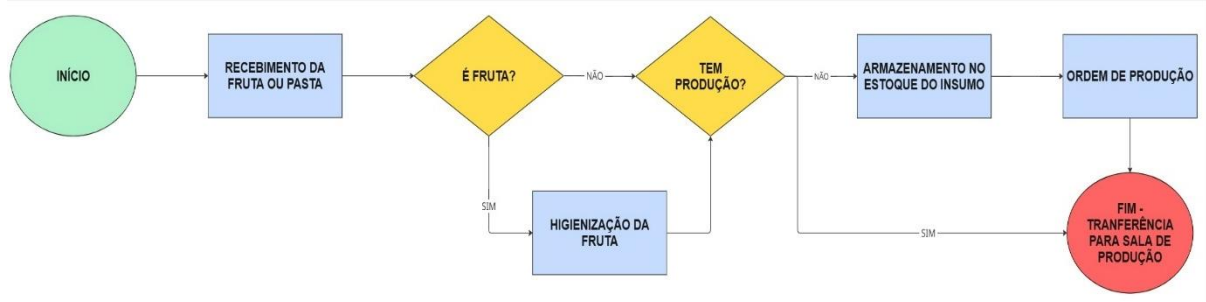 INÍCIO
RECEBIMENTO DA
FRUTA OU PASTA
É FRUTA?
NÃO
TEM
PRODUÇÃO?
NÃO
ARMAZENAMENTO NO
ESTOQUE DO INSUMO
ORDEM DE PRODUÇÃO
SIM
HIGIENIZAÇÃO DA
FRUTA
SIM
FIM -
TRANFERÊNCIA
PARA SALA DE
PRODUÇÃO